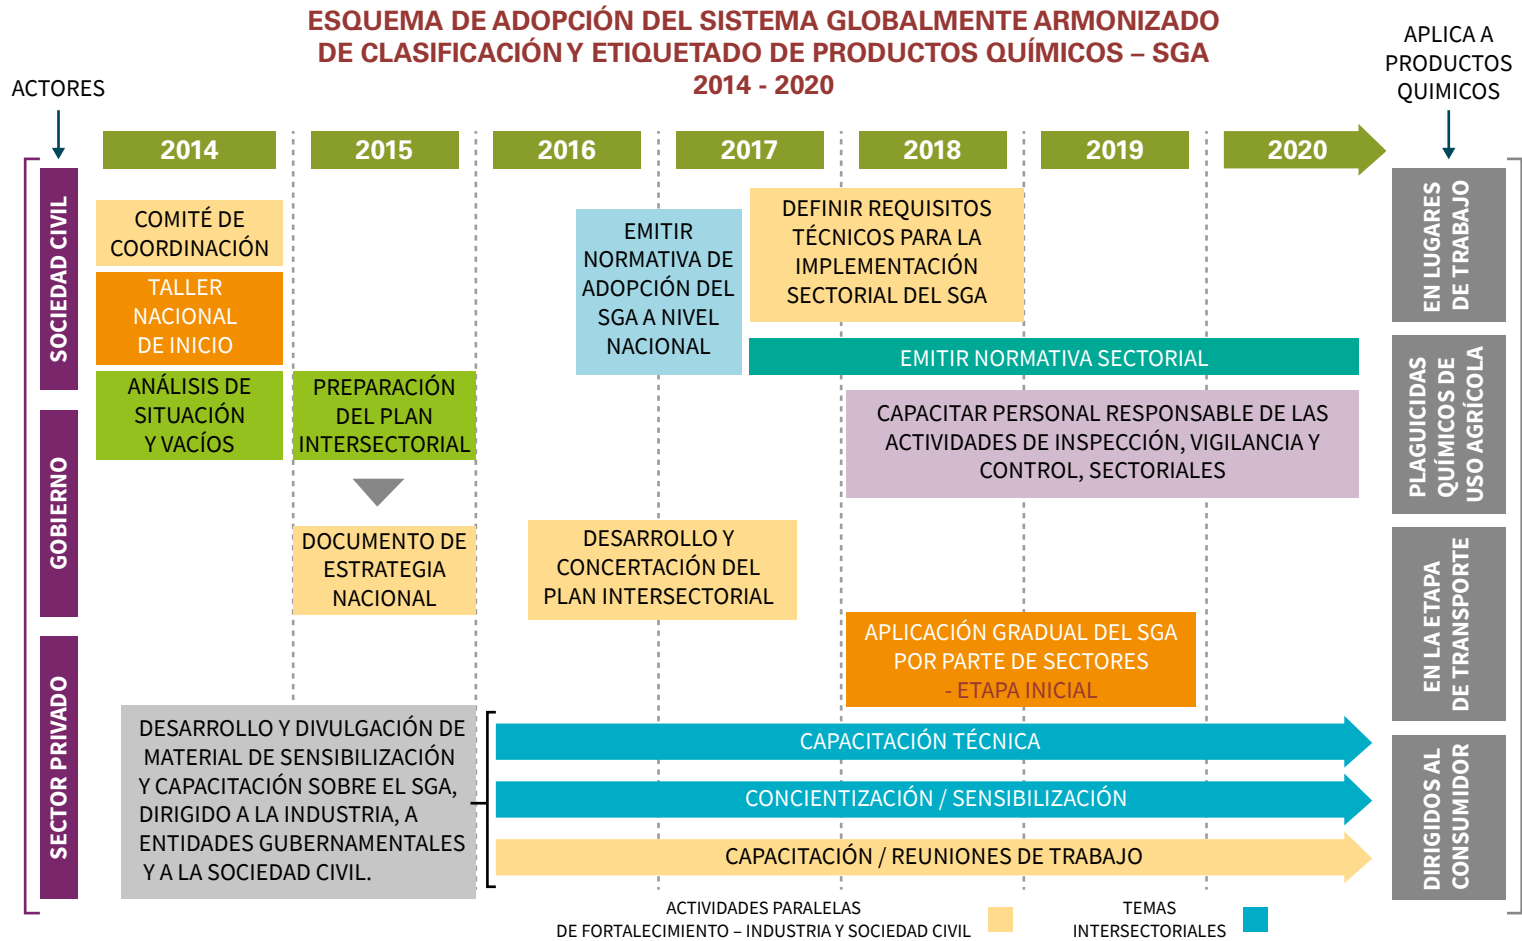 ESQUEMA DE ADOPCIÓN DEL SISTEMA GLOBALMENTE ARMONIZADO
DE CLASIFICACIÓN Y ETIQUETADO DE PRODUCTOS QUÍMICOS – SGA
2014 - 2020
ACTORES
APLICA A
PRODUCTOS
QUIMICOS
2014
2015
2016
2017
2018
2019
2020
SOCIEDAD CIVIL
GOBIERNO
SECTOR PRIVADO
COMITÉ DE
COORDINACIÓN
TALLER
NACIONAL
DE INICIO
ANÁLISIS DE
SITUACIÓN
Y VACÍOS
PREPARACIÓN
DEL PLAN
INTERSECTORIAL
DOCUMENTO DE
ESTRATEGIA
NACIONAL
EMITIR
NORMATIVA DE
ADOPCIÓN DEL
SGA A NIVEL
NACIONAL
DEFINIR REQUISITOS
TÉCNICOS PARA LA
IMPLEMENTACIÓN
SECTORIAL DEL SGA
EMITIR NORMATIVA SECTORIAL
CAPACITAR PERSONAL RESPONSABLE DE LAS
ACTIVIDADES DE INSPECCIÓN, VIGILANCIA Y
CONTROL, SECTORIALES
DESARROLLO Y
CONCERTACIÓN DEL
PLAN INTERSECTORIAL
APLICACIÓN GRADUAL DEL SGA
POR PARTE DE SECTORES
- ETAPA INICIAL
DESARROLLO Y DIVULGACIÓN DE
MATERIAL DE SENSIBILIZACIÓN
Y CAPACITACIÓN SOBRE EL SGA,
DIRIGIDO A LA INDUSTRIA, A
ENTIDADES GUBERNAMENTALES
Y A LA SOCIEDAD CIVIL.
CAPACITACIÓN TÉCNICA
CONCIENTIZACIÓN / SENSIBILIZACIÓN
CAPACITACIÓN / REUNIONES DE TRABAJO
EN LUGARES
DE TRABAJO
PLAGUICIDAS
QUÍMICOS DE
USO AGRÍCOLA
EN LA ETAPA
DE TRANSPORTE
DIRIGIDOS AL
CONSUMIDOR
ACTIVIDADES PARALELAS
DE FORTALECIMIENTO – INDUSTRIA Y SOCIEDAD CIVIL
TEMAS
INTERSECTORIALES